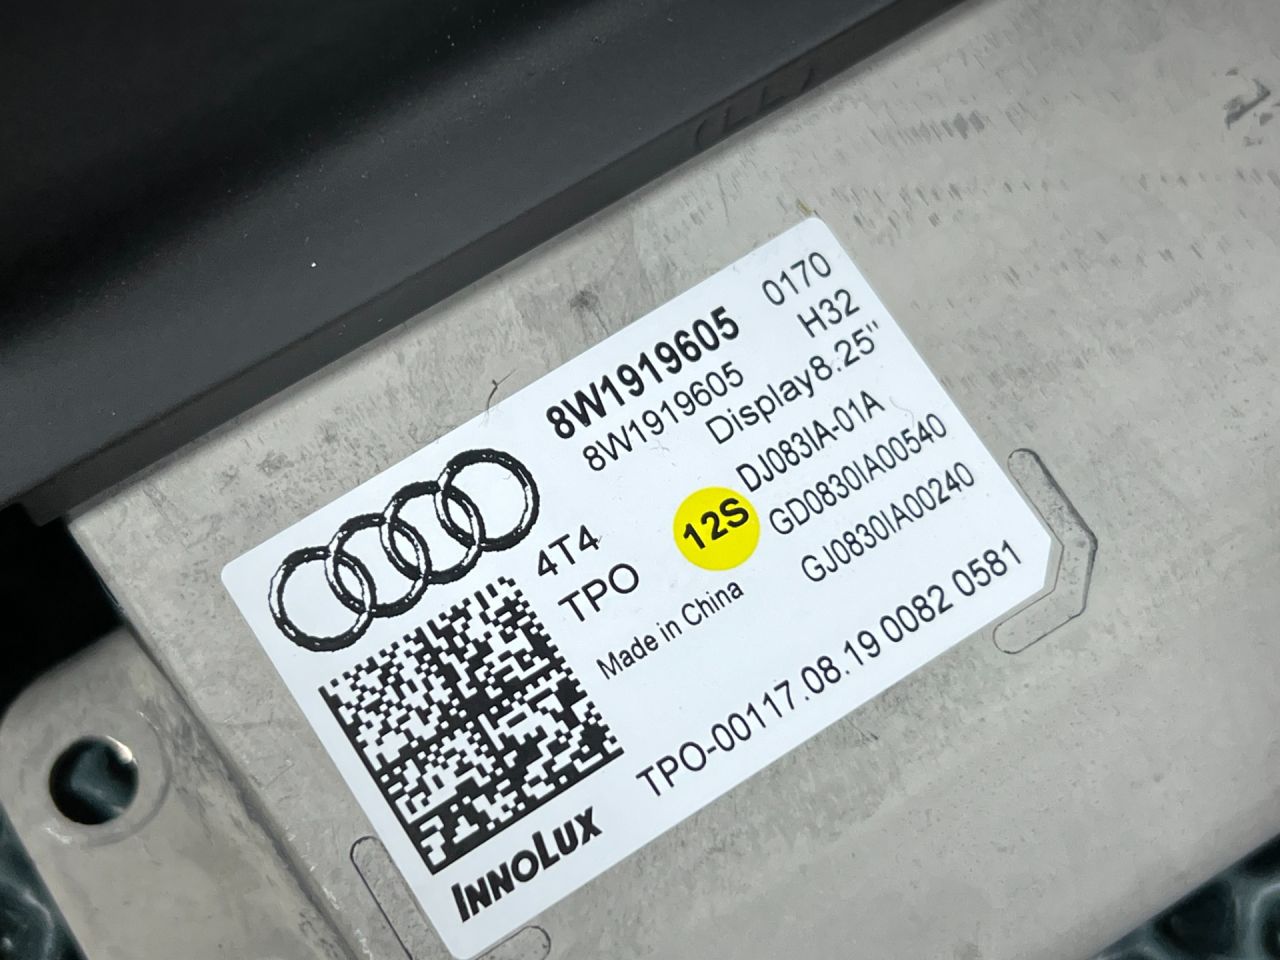 8W1919605 0170
8W1919605 H32
Display8.25"
4T4 12S DJ083IA-01A
TPO GD0830IA00540
Made in China GJ0830IA00240
TPO-00117.08.19 0082 0581
INNOLUX